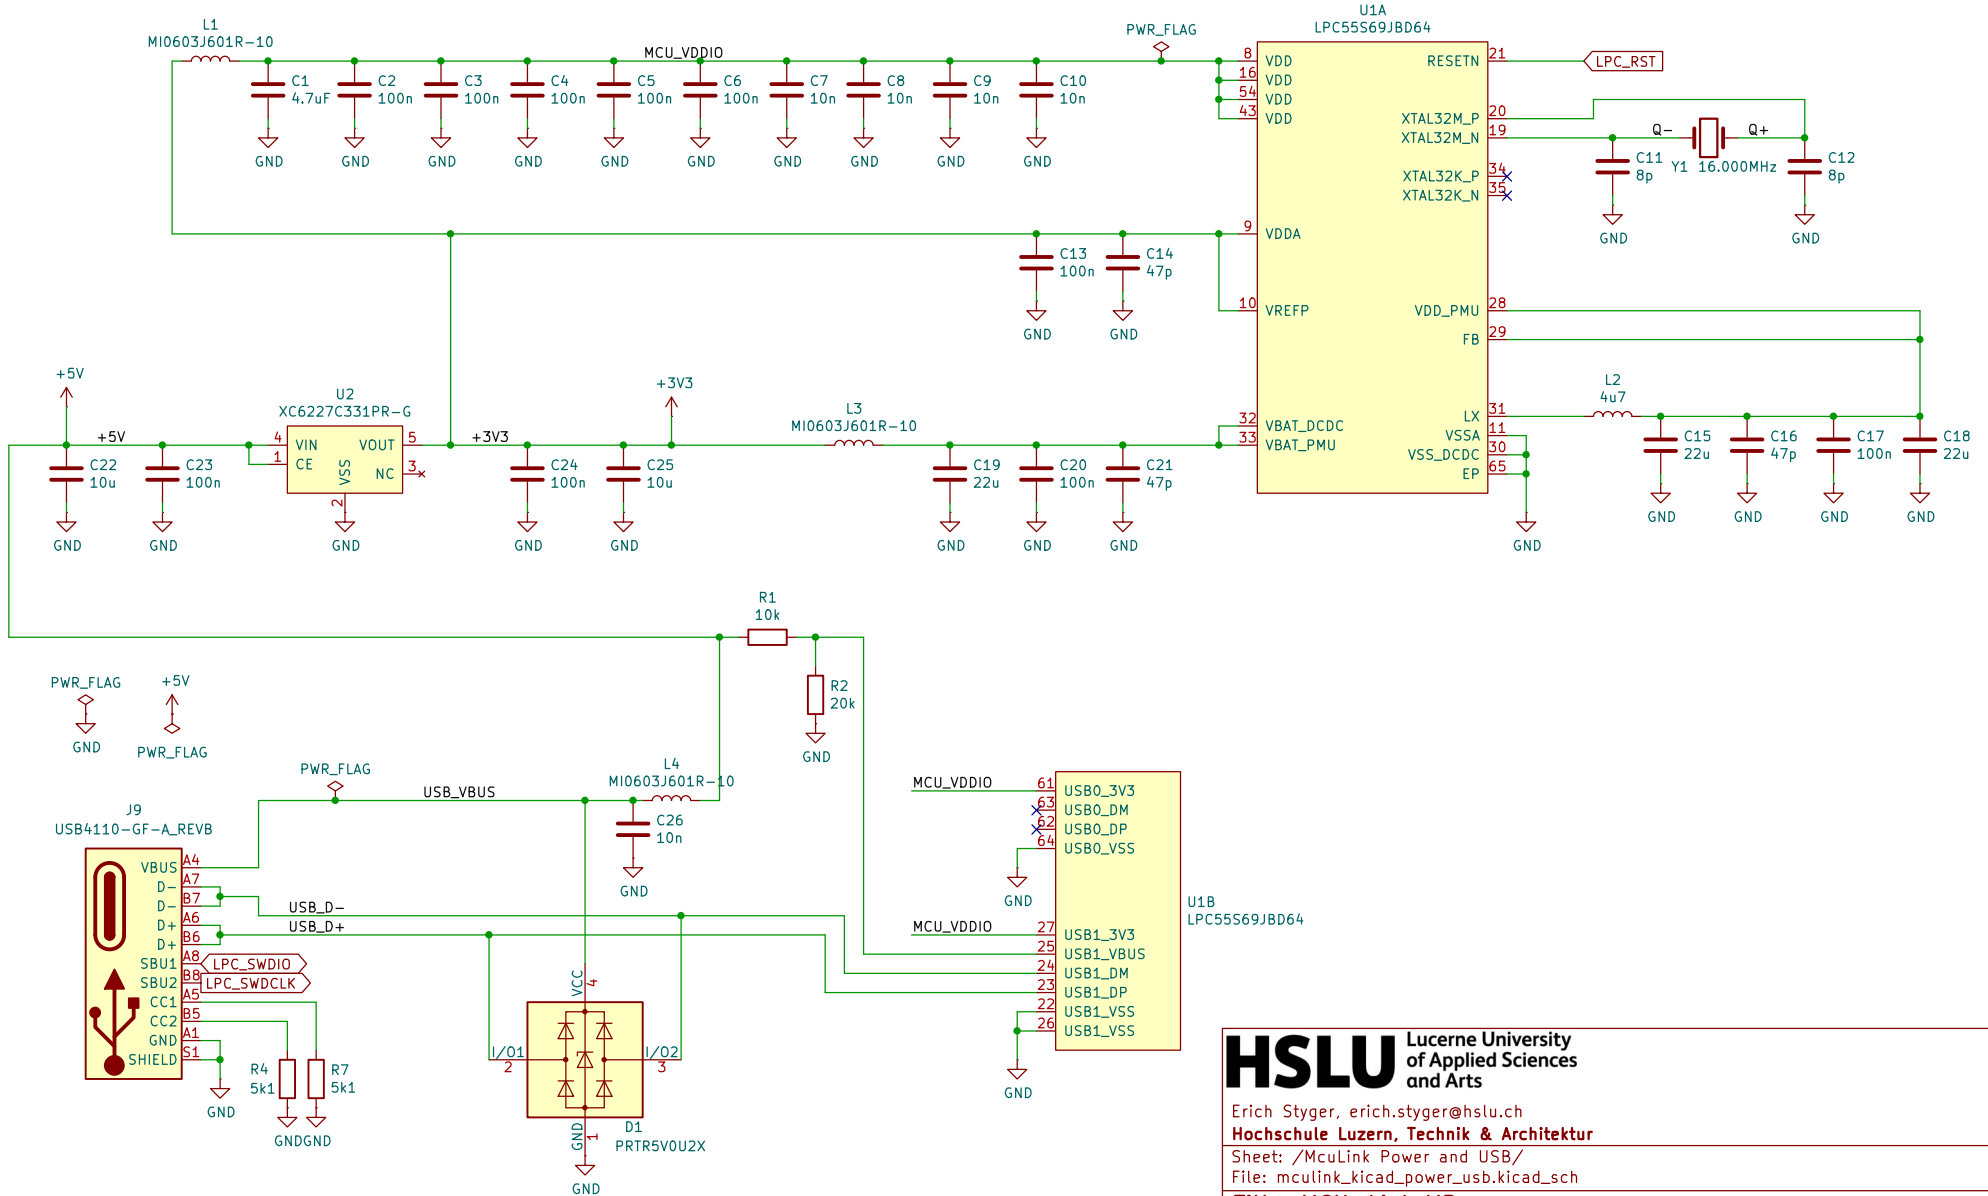 L1
MI0603J601R-10
MCU_VDDIO
C1
4.7uF
GND
C2
100n
GND
C3
100n
GND
C4
100n
GND
C5
100n
GND
C6
100n
GND
C7
10n
GND
C8
10n
GND
C9
10n
GND
C10
10n
GND
PWR_FLAG
U1A
LPC55S69JBD64
8 VDD
16 VDD
54 VDD
43 VDD
9 VDDA
10 VREFP
32 VBAT_DCDC
33 VBAT_PMU
RESETN 21
XTAL32M_P 20
XTAL32M_N 19
XTAL32K_P 34
XTAL32K_N 35
VDD_PMU 28
FB 29
LX 31
VSSA 11
VSS_DCDC 30
EP 65
GND
LPC_RST
Q-
Q+
Y1 16.000MHz
C11
8p
GND
C12
8p
GND
C13
100n
GND
C14
47p
GND
L2
4u7
C15
22u
GND
C16
47p
GND
C17
100n
GND
C18
22u
GND
+5V
+5V
C22
10u
GND
C23
100n
GND
U2
XC6227C331PR-G
4 VIN
1 CE
VOUT 5
NC 3
VSS
2
GND
+3V3
+3V3
C24
100n
GND
C25
10u
GND
L3
MI0603J601R-10
C19
22u
GND
C20
100n
GND
C21
47p
GND
R1
10k
R2
20k
GND
PWR_FLAG
GND
+5V
PWR_FLAG
PWR_FLAG
USB_VBUS
L4
MI0603J601R-10
C26
10n
GND
J9
USB4110-GF-A_REVB
VBUS A4
D- A7
D- B7
D+ A6
D+ B6
SBU1 A8
SBU2 B8
CC1 A5
CC2 B5
GND A1
SHIELD S1
GND
USB_D-
USB_D+
LPC_SWDIO
LPC_SWDCLK
R4
5k1
GND
R7
5k1
GND
VCC
4
I/O1
2
I/O2
3
GND
1
D1
PRTR5V0U2X
GND
MCU_VDDIO
61 USB0_3V3
63 USB0_DM
62 USB0_DP
64 USB0_VSS
GND
MCU_VDDIO
27 USB1_3V3
25 USB1_VBUS
24 USB1_DM
23 USB1_DP
22 USB1_VSS
26 USB1_VSS
GND
U1B
LPC55S69JBD64
HSLU
Lucerne University
of Applied Sciences
and Arts
Erich Styger, erich.styger@hslu.ch
Hochschule Luzern, Technik & Architektur
Sheet: /McuLink Power and USB/
File: mculink_kicad_power_usb.kicad_sch